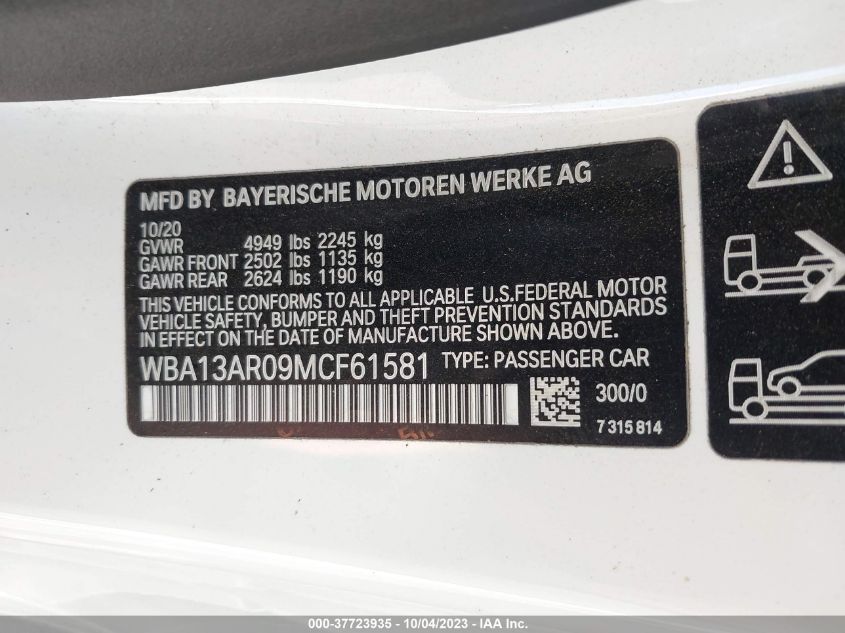 MFD BY BAYERISCHE MOTOREN WERKE AG
10/20
GVWR 4949 lbs 2245 kg
GAWR FRONT 2502 lbs 1135 kg
GAWR REAR 2624 lbs 1190 kg
THIS VEHICLE CONFORMS TO ALL APPLICABLE U.S.FEDERAL MOTOR
VEHICLE SAFETY, BUMPER AND THEFT PREVENTION STANDARDS
IN EFFECT ON THE DATE OF MANUFACTURE SHOWN ABOVE.
WBA13AR09MCF61581 TYPE: PASSENGER CAR
300/0
7 315 814
000-37723935 - 10/04/2023 - IAA Inc.